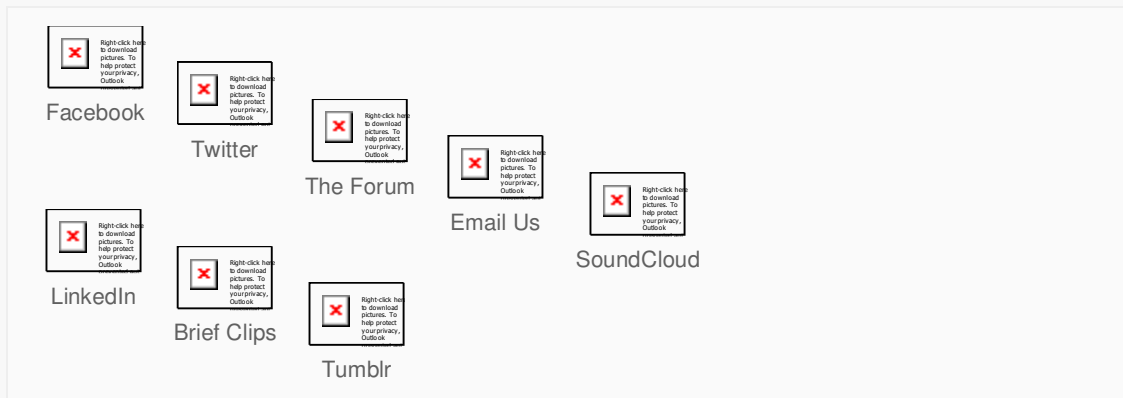 Right-click here
to download
pictures. To
help protect
your privacy,
Outlook
Facebook
Right-click here
to download
pictures. To
help protect
your privacy,
Outlook
Twitter
Right-click here
to download
pictures. To
help protect
your privacy,
Outlook
The Forum
Right-click here
to download
pictures. To
help protect
your privacy,
Outlook
Email Us
Right-click here
to download
pictures. To
help protect
your privacy,
Outlook
SoundCloud
Right-click here
to download
pictures. To
help protect
your privacy,
Outlook
LinkedIn
Right-click here
to download
pictures. To
help protect
your privacy,
Outlook
Brief Clips
Right-click here
to download
pictures. To
help protect
your privacy,
Outlook
Tumblr